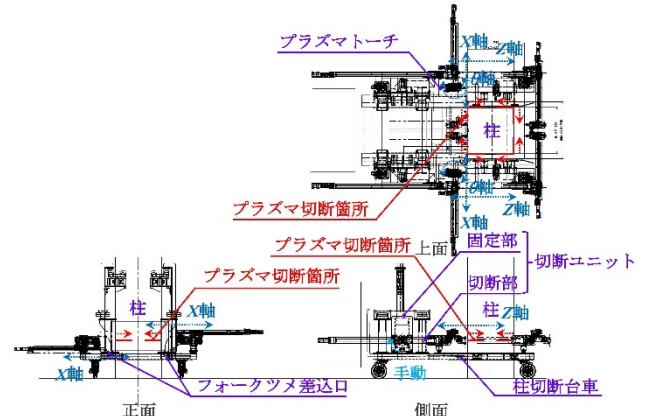 プラズマトーチ
X軸
Z軸
θ軸
柱
プラズマ切断箇所
θ軸
X軸
Z軸
上面
固定部
切断ユニット
プラズマ切断箇所
切断部
プラズマ切断箇所
柱
X軸
柱
Z軸
X軸
手動
フォークツメ差込口
柱切断台車
正面
側面